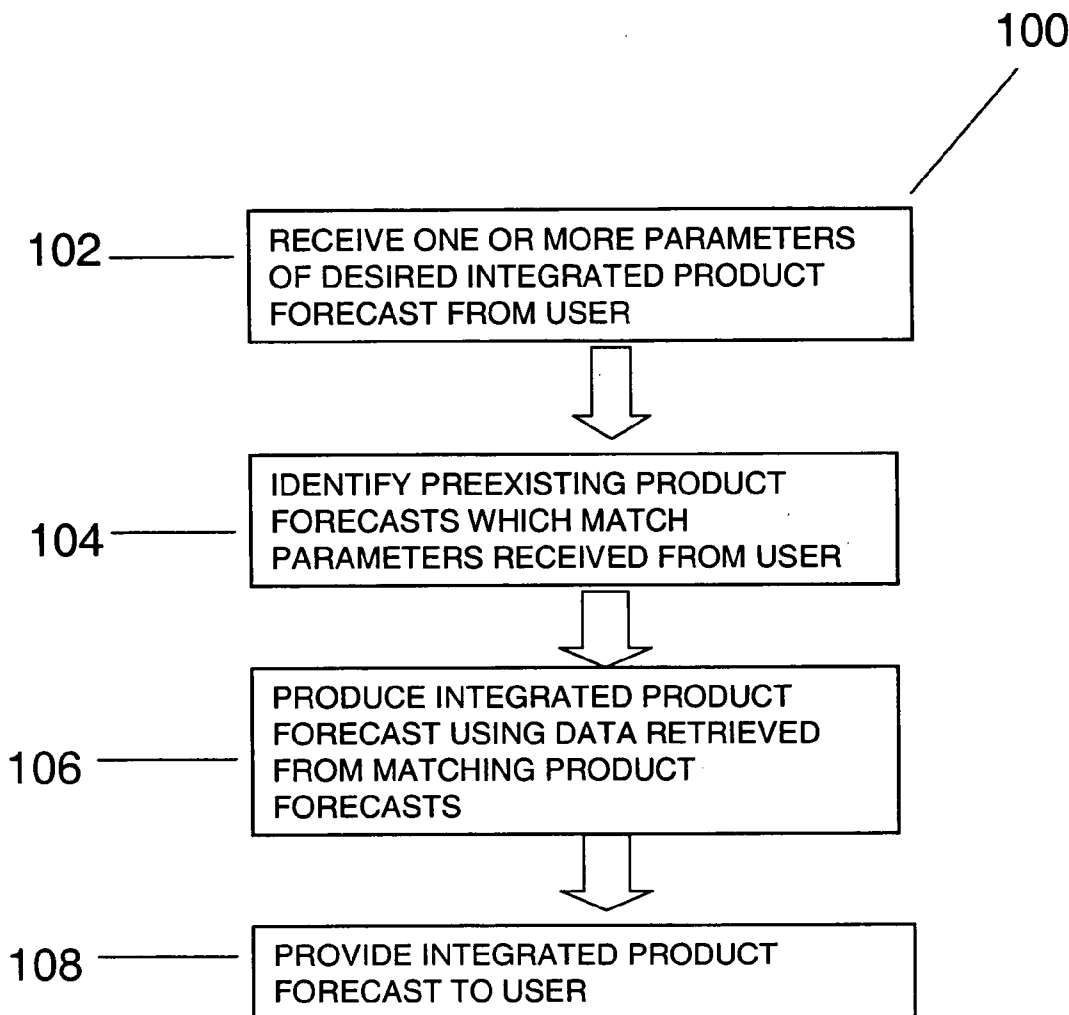 100
102
RECEIVE ONE OR MORE PARAMETERS
OF DESIRED INTEGRATED PRODUCT
FORECAST FROM USER
104
IDENTIFY PREEXISTING PRODUCT
FORECASTS WHICH MATCH
PARAMETERS RECEIVED FROM USER
106
PRODUCE INTEGRATED PRODUCT
FORECAST USING DATA RETRIEVED
FROM MATCHING PRODUCT
FORECASTS
108
PROVIDE INTEGRATED PRODUCT
FORECAST TO USER